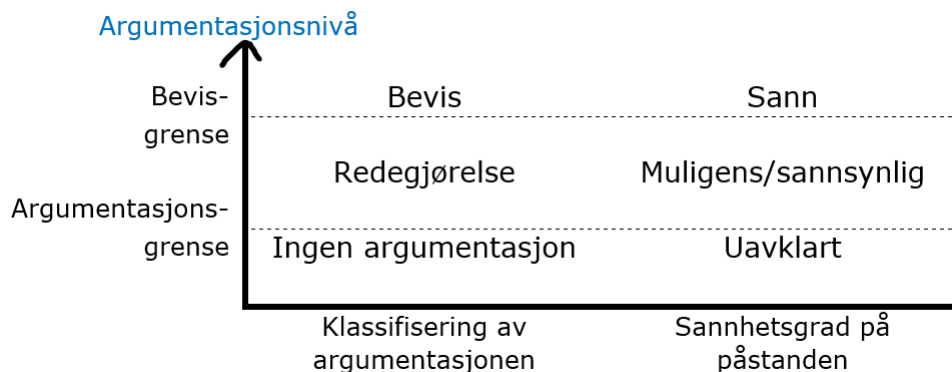 Argumentasjonsnivå
Bevis-
grense
Bevis
Sann
Redegjørelse
Muligens/sannsynlig
Argumentasjons-
grense
Ingen argumentasjon
Uavklart
Klassifisering av
argumentasjonen
Sannhetsgrad på
påstanden